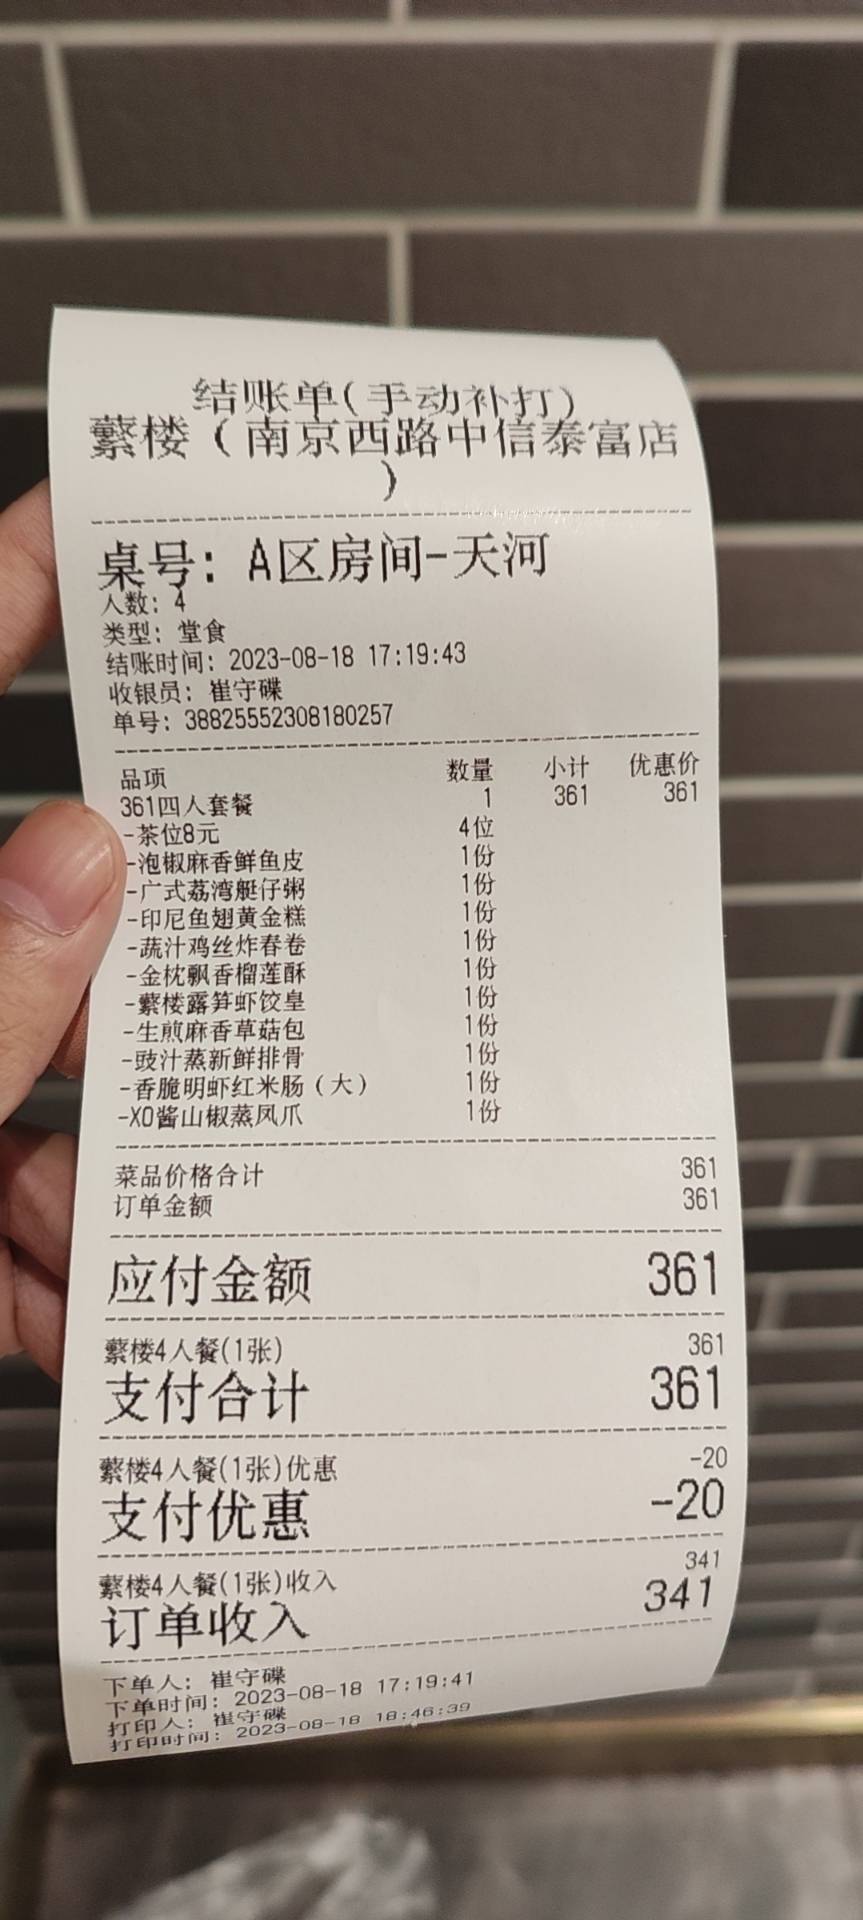 结账单(手动补打)
蘩楼（南京西路中信泰富店
）
桌号: A区房间-天河
人数: 4
类型: 堂食
结账时间: 2023-08-18 17:19:43
收银员: 崔守碟
单号: 38825552308180257
品项 数量 小计 优惠价
361四人套餐 1 361 361
-茶位8元 4位
-泡椒麻香鲜鱼皮 1份
-广式荔湾艇仔粥 1份
-印尼鱼翅黄金糕 1份
-蔬汁鸡丝炸春卷 1份
-金枕飘香榴莲酥 1份
-蘩楼露笋虾饺皇 1份
-生煎麻香草菇包 1份
-豉汁蒸新鲜排骨 1份
-香脆明虾红米肠（大） 1份
-XO酱山椒蒸凤爪 1份
菜品价格合计 361
订单金额 361
应付金额 361
蘩楼4人餐(1张) 361
支付合计 361
蘩楼4人餐(1张)优惠 -20
支付优惠 -20
蘩楼4人餐(1张)收入 341
订单收入 341
下单人: 崔守碟
下单时间: 2023-08-18 17:19:41
打印人: 崔守碟
打印时间: 2023-08-18 18:46:39